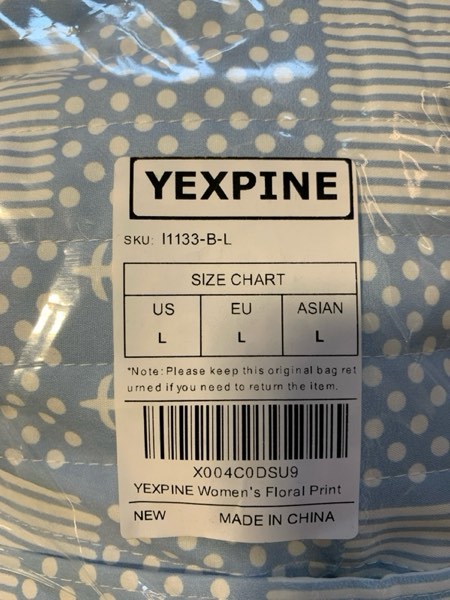 YEXPINE
SKU: I1133-B-L
SIZE CHART
US EU ASIAN
L L L
*Note:Please keep this original bag ret
urned if you need to return the item.
X004C0DSU9
YEXPINE Women's Floral Print
NEW MADE IN CHINA